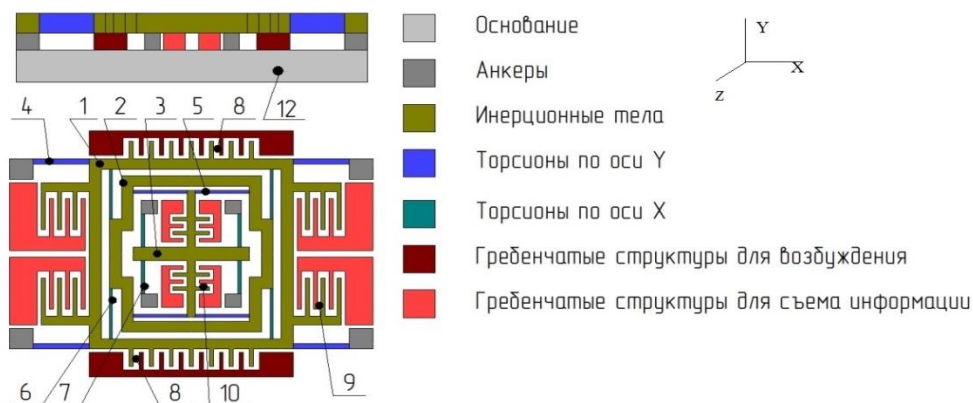 Основание
Анкеры
Инерционные тела
Торсионы по оси Y
Торсионы по оси X
Гребенчатые структуры для возбуждения
Гребенчатые структуры для съема информации
Y
X
Z
4 1 2 3 5 8 12
6 7 8 10 9